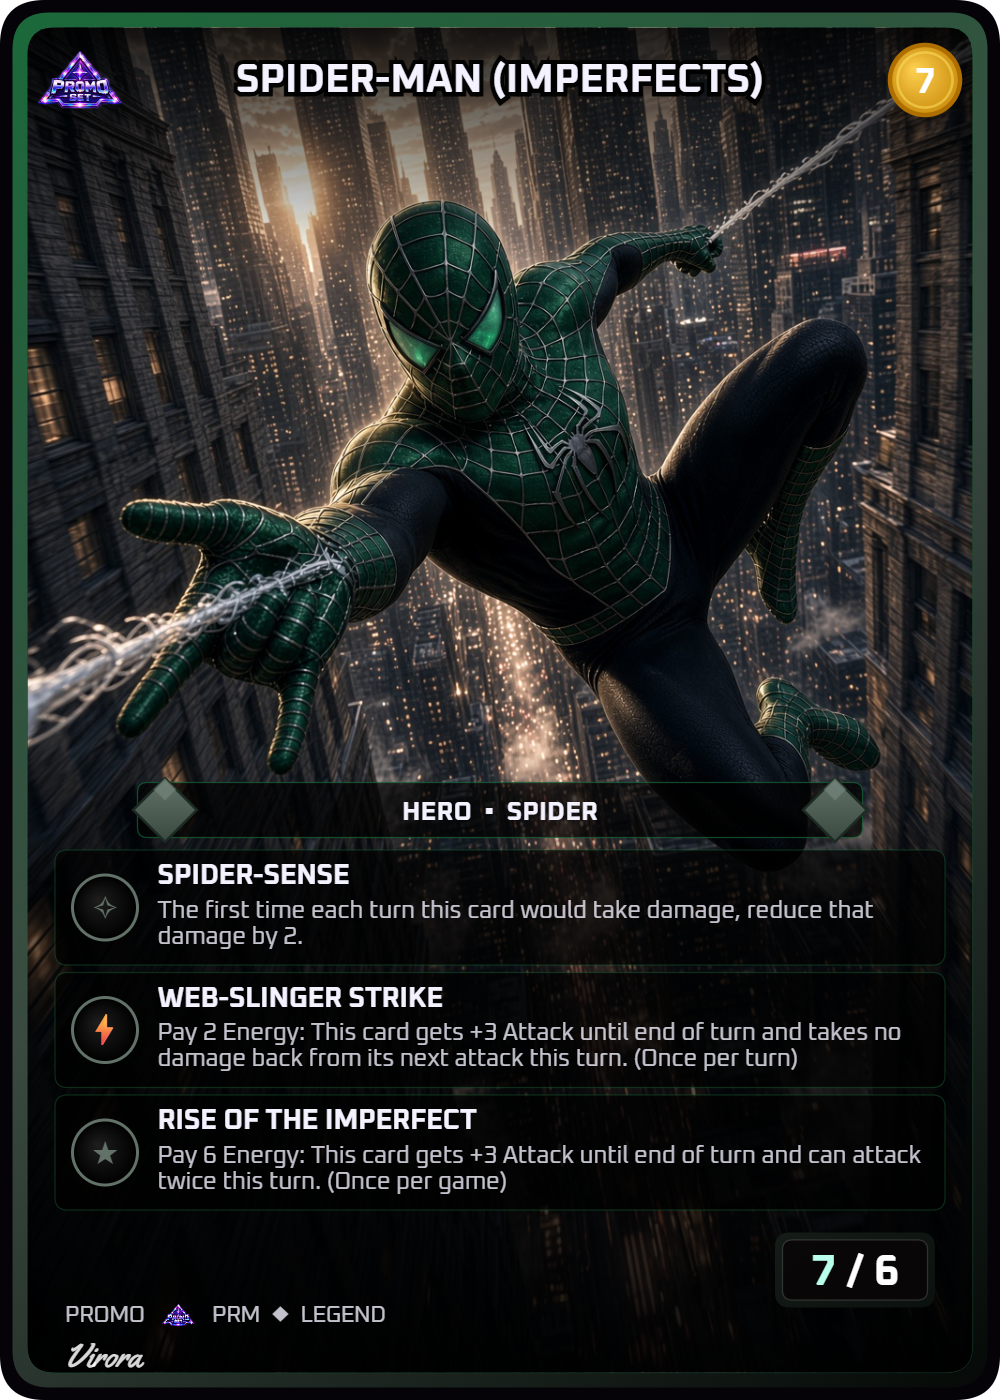 PROMO
SET
SPIDER-MAN (IMPERFECTS)
7
HERO ▪ SPIDER
SPIDER-SENSE
The first time each turn this card would take damage, reduce that
damage by 2.
WEB-SLINGER STRIKE
Pay 2 Energy: This card gets +3 Attack until end of turn and takes no
damage back from its next attack this turn. (Once per turn)
RISE OF THE IMPERFECT
Pay 6 Energy: This card gets +3 Attack until end of turn and can attack
twice this turn. (Once per game)
7 / 6
PROMO PROMO SET PRM ◆ LEGEND
Virora